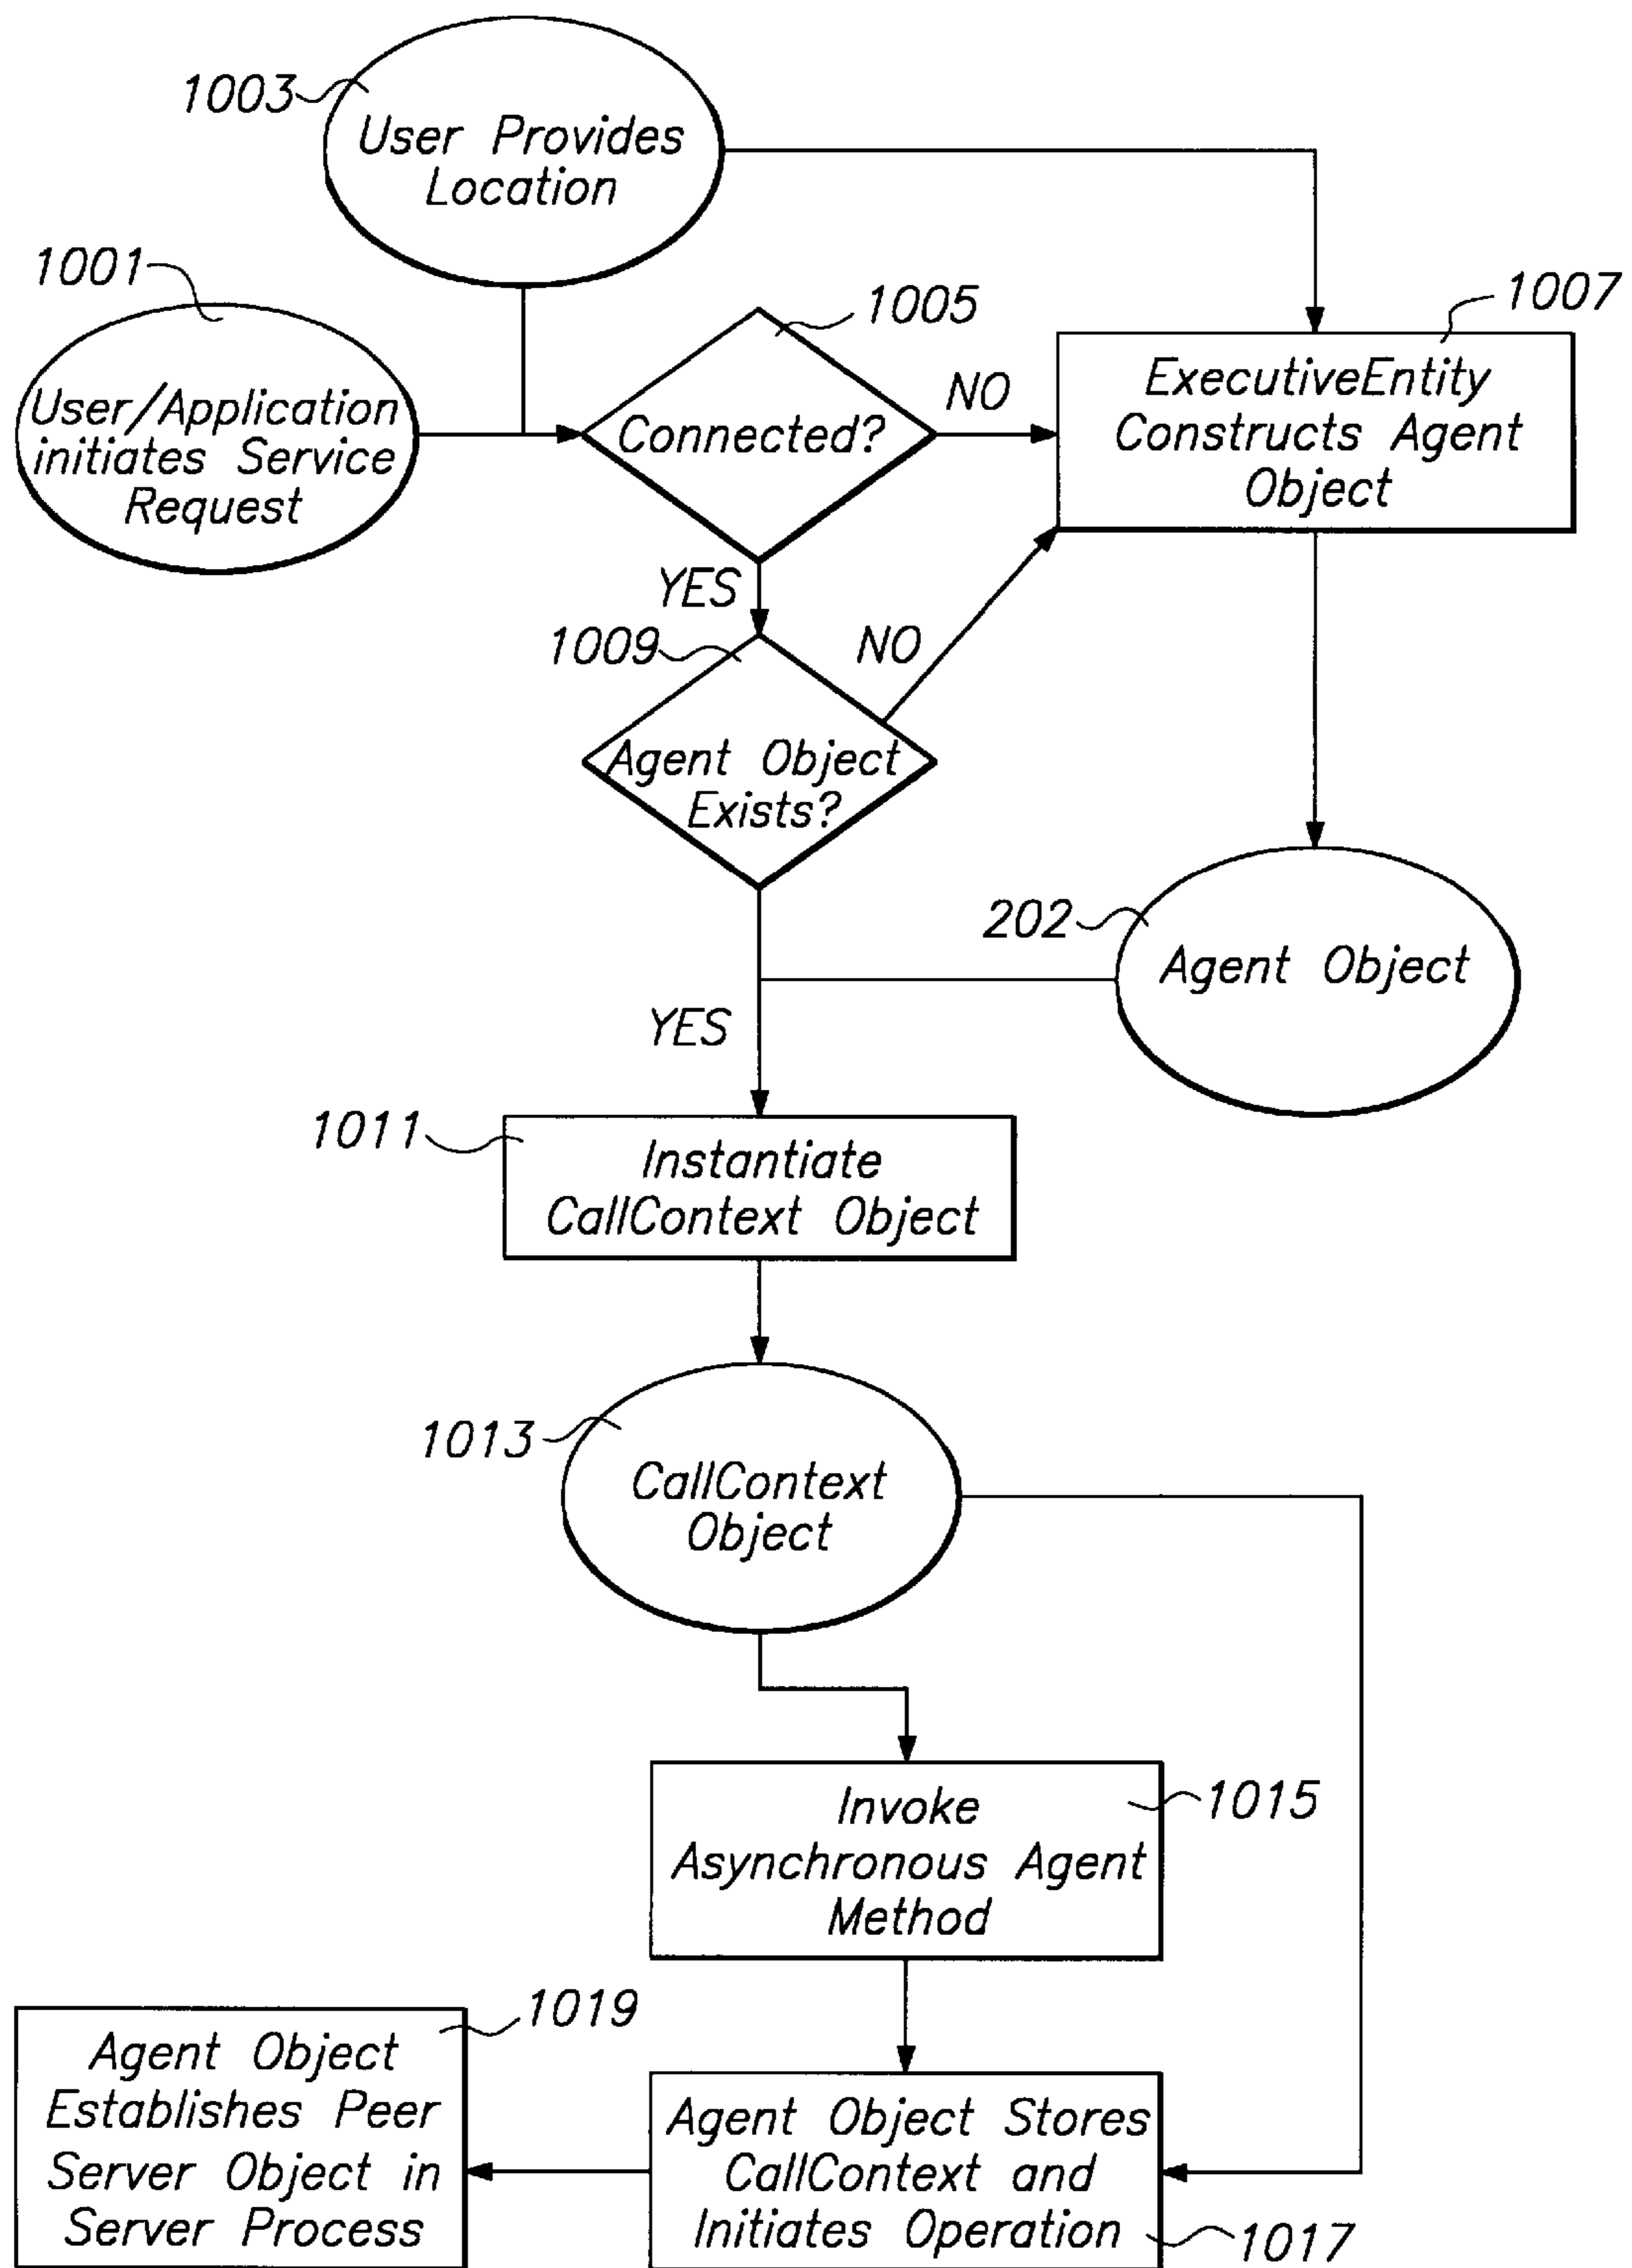 1003
User Provides
Location
1001
User/Application
initiates Service
Request
1005
Connected?
NO
1007
ExecutiveEntity
Constructs Agent
Object
YES
1009
NO
Agent Object
Exists?
202
Agent Object
YES
1011
Instantiate
CallContext Object
1013
CallContext
Object
Invoke
Asynchronous Agent
Method
1015
1019
Agent Object
Establishes Peer
Server Object in
Server Process
Agent Object Stores
CallContext and
Initiates Operation
1017